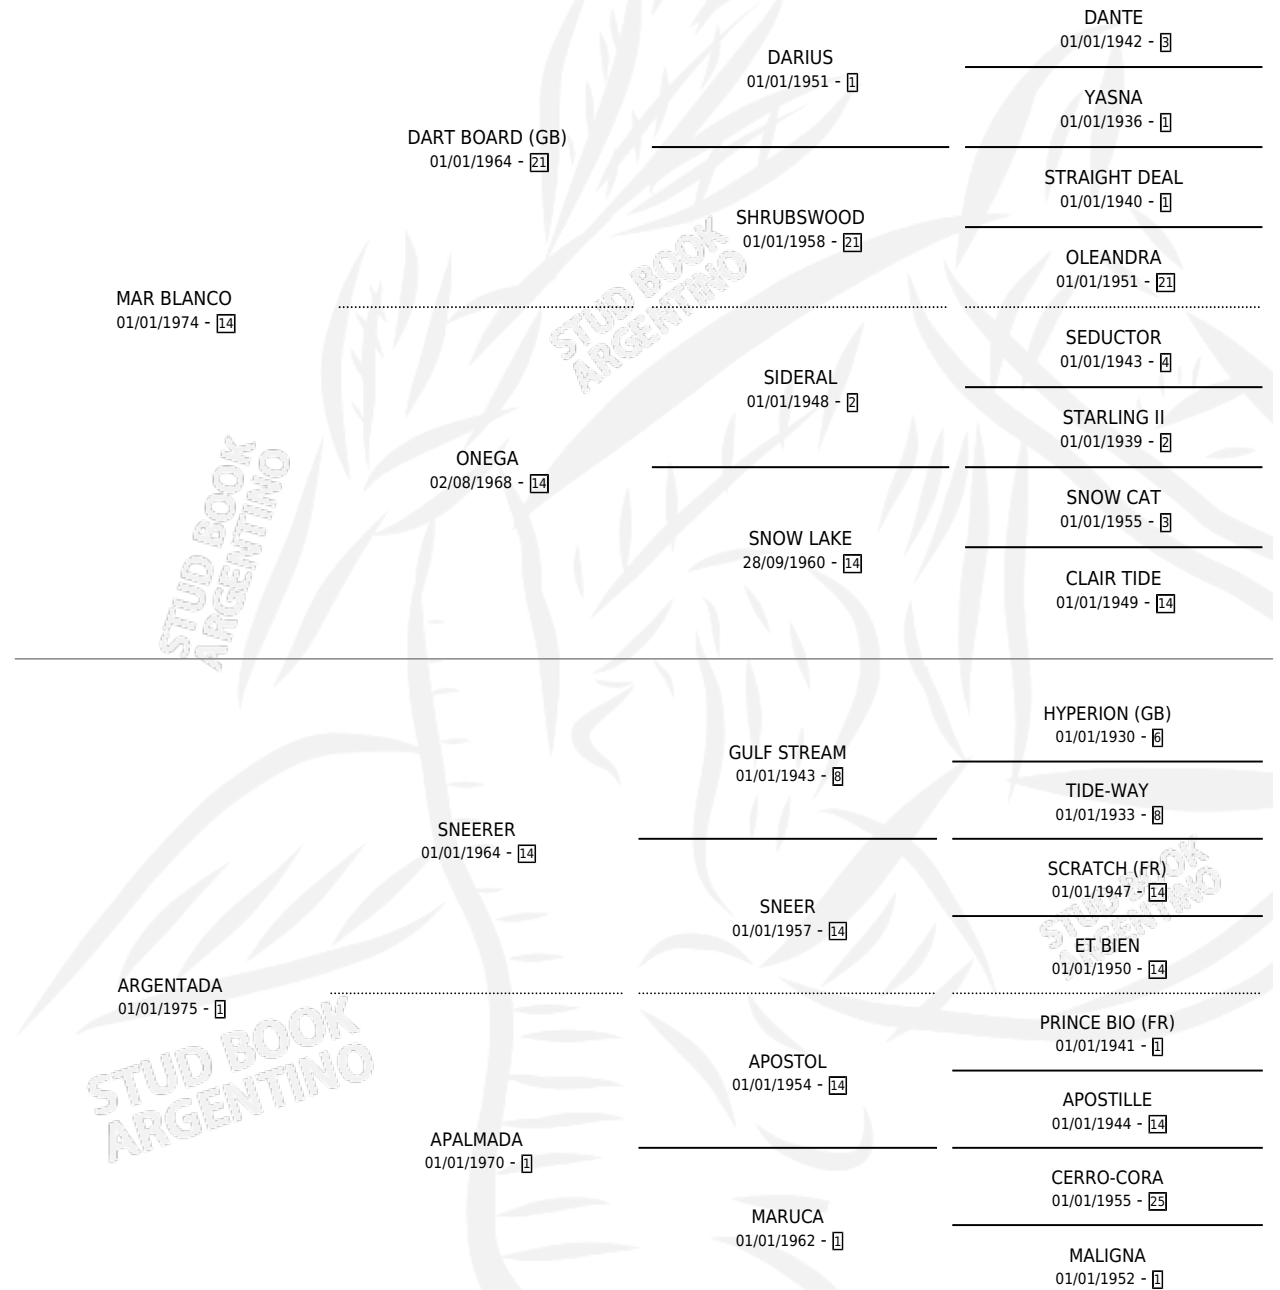 DANTE
01/01/1942 - 3
DARIUS
01/01/1951 - 1
YASNA
01/01/1936 - 1
DART BOARD (GB)
01/01/1964 - 21
STRAIGHT DEAL
01/01/1940 - 1
SHRUBSWOOD
01/01/1958 - 21
OLEANDRA
01/01/1951 - 21
MAR BLANCO
01/01/1974 - 14
STUD BOOK
ARGENTINO
SEDUCTOR
01/01/1943 - 4
SIDERAL
01/01/1948 - 2
STARLING II
01/01/1939 - 2
ONEGA
02/08/1968 - 14
SNOW CAT
01/01/1955 - 3
SNOW LAKE
28/09/1960 - 14
CLAIR TIDE
01/01/1949 - 14
STUD BOOK
ARGENTINO
HYPERION (GB)
01/01/1930 - 6
GULF STREAM
01/01/1943 - 8
TIDE-WAY
01/01/1933 - 8
SNEERER
01/01/1964 - 14
SCRATCH (FR)
01/01/1947 - 14
SNEER
01/01/1957 - 14
STUD BOOK
ARGENTINO
ET BIEN
01/01/1950 - 14
ARGENTADA
01/01/1975 - 1
PRINCE BIO (FR)
01/01/1941 - 1
STUD BOOK
ARGENTINO
APOSTOL
01/01/1954 - 14
APOSTILLE
01/01/1944 - 14
APALMADA
01/01/1970 - 1
CERRO-CORA
01/01/1955 - 25
MARUCA
01/01/1962 - 1
MALIGNA
01/01/1952 - 1